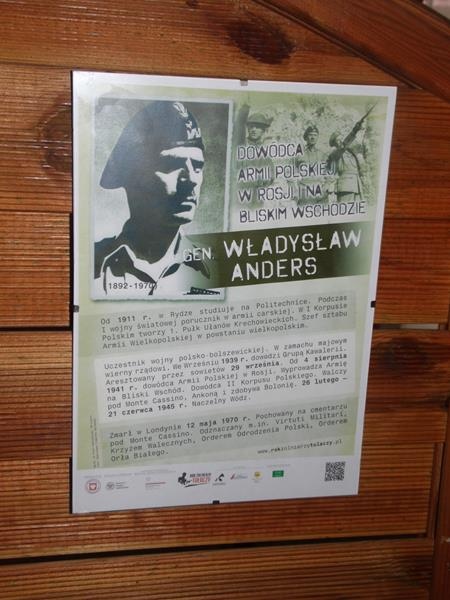 DOWÓDCA
ARMII POLSKIEJ
W ROSJI I NA
BLISKIM WSCHODZIE
GEN. WŁADYSŁAW
ANDERS
(1892-1970)
Od 1911 r. w Rydze studiuje na Politechnice. Podczas
I wojny światowej porucznik w armii carskiej. W I Korpusie
Polskim tworzy 1. Pułk Ułanów Krechowieckich. Szef sztabu
Armii Wielkopolskiej w powstaniu wielkopolskim.
Uczestnik wojny polsko-bolszewickiej. W zamachu majowym
wierny rządowi. We Wrześniu 1939 r. dowadzi Grupą Kawalerii.
Aresztowany przez sowietów 29 września. Od 4 sierpnia
1941 r. dowódca Armii Polskiej w Rosji. Wyprowadza Armię
na Bliski Wschód. Dowódca II Korpusu Polskiego. Walczy
pod Monte Cassino, Ankoną i zdobywa Bolonię. 26 lutego –
21 czerwca 1945 r. Naczelny Wódz.
Zmarł w Londynie 12 maja 1970 r. Pochowany na cmentarzu
pod Monte Cassino. Odznaczany m.in. Virtuti Militari,
Krzyżem Walecznych, Orderem Odrodzenia Polski, Orderem
Orła Białego.
www.rokzolnierzytulaczy.pl